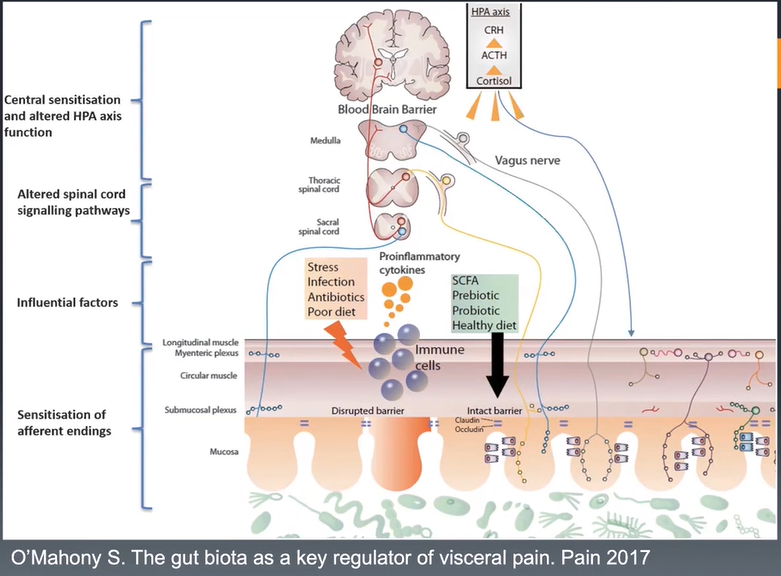 HPA axis
CRH
ACTH
Cortisol
Central sensitisation
and altered HPA axis
function
Blood Brain Barrier
Medulla
Vagus nerve
Thoracic
spinal cord
Altered spinal cord
signalling pathways
Sacral
spinal cord
Proinflammatory
cytokines
Stress
Infection
Antibiotics
Poor diet
SCFA
Prebiotic
Probiotic
Healthy diet
Influential factors
Longitudinal muscle
Myenteric plexus
Immune
cells
Circular muscle
Submucosal plexus
Disrupted barrier
Intact barrier
Claudin
Occludin
Sensitisation of
afferent endings
Mucosa
O’Mahony S. The gut biota as a key regulator of visceral pain. Pain 2017